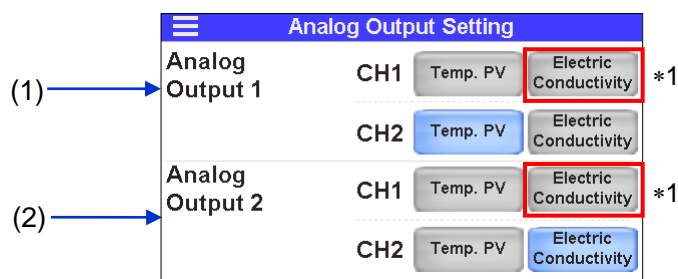 Analog Output Setting
(1)
Analog
Output 1
CH1
Temp. PV
Electric
Conductivity
*1
CH2
Temp. PV
Electric
Conductivity
(2)
Analog
Output 2
CH1
Temp. PV
Electric
Conductivity
*1
CH2
Temp. PV
Electric
Conductivity